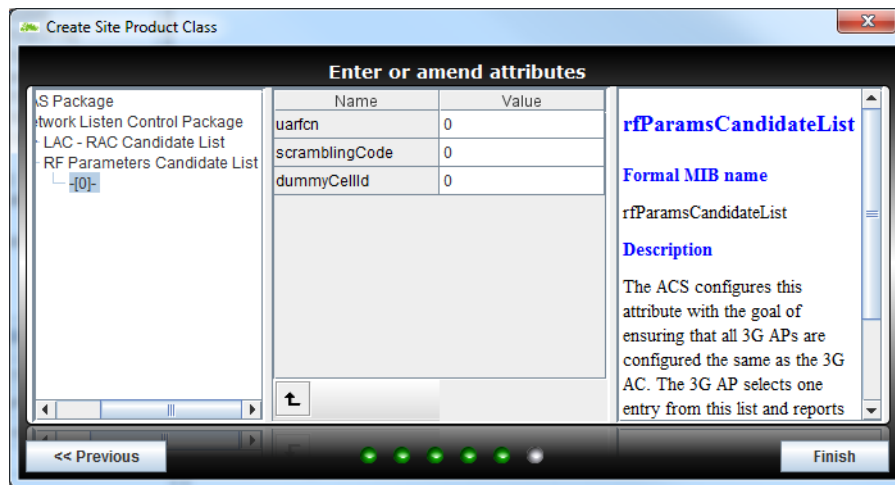 Create Site Product Class
Enter or amend attributes
S Package
twork Listen Control Package
LAC - RAC Candidate List
RF Parameters Candidate List
-[0]-
Name Value
uarfcn 0
scramblingCode 0
dummyCellId 0
rfParamsCandidateList
Formal MIB name
rfParamsCandidateList
Description
The ACS configures this
attribute with the goal of
ensuring that all 3G APs are
configured the same as the 3G
AC. The 3G AP selects one
entry from this list and reports
<< Previous
Finish